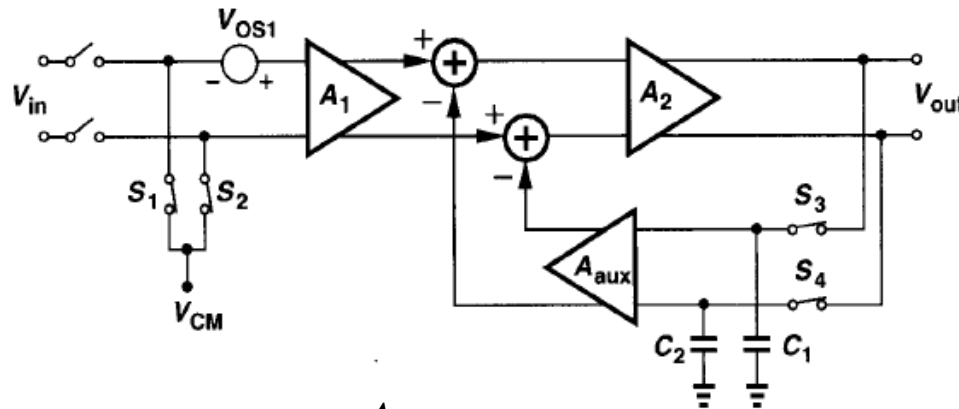 V_OS1
+ −
− +
V_in A_1 + A_2 V_out
+
− +
−
S_1 S_2 S_3
A_aux S_4
V_CM C_2 C_1